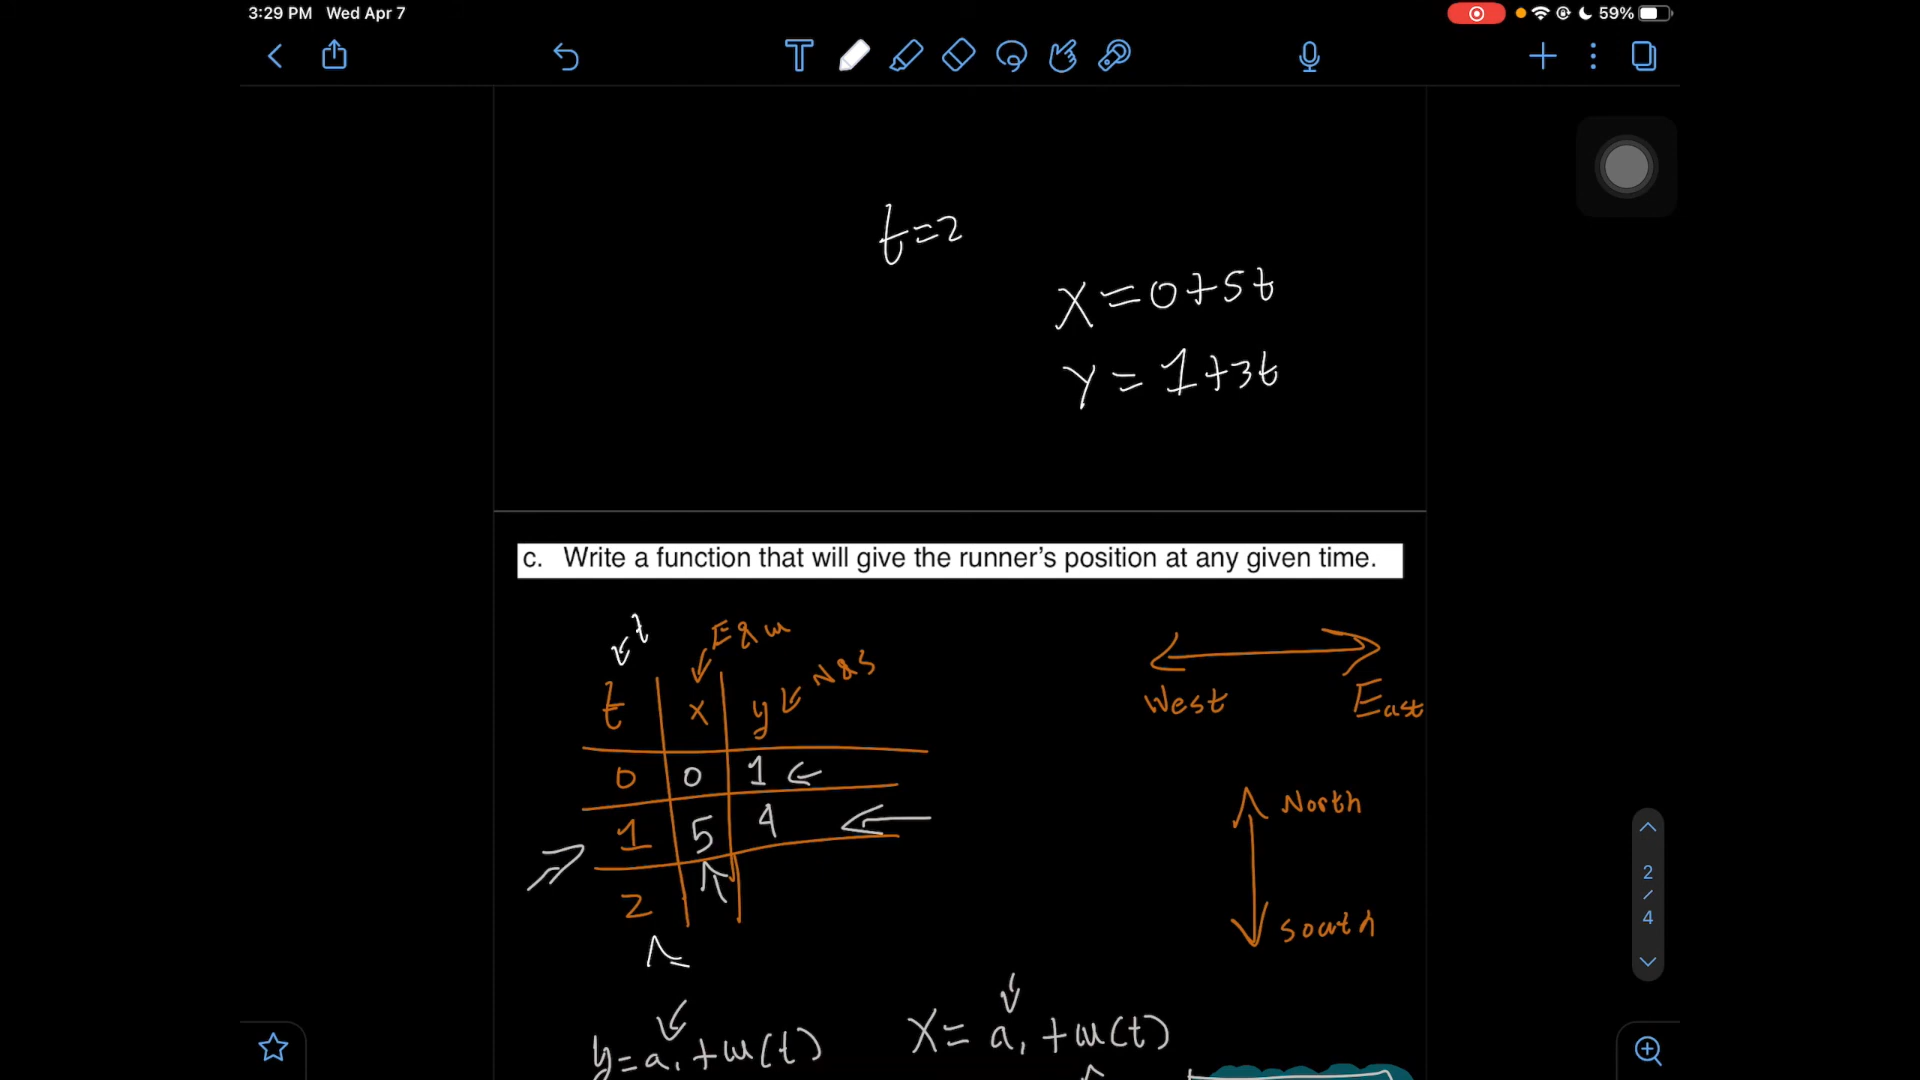 3:29 PM Wed Apr 7 59%
t=2
X=0+5t
Y=1+3t
c. Write a function that will give the runner's position at any given time.
t
E&W
N&S
t x y
0 0 1
1 5 4
2
West East
North
South
y=a₁+m(t) X=a₁+m(t)
2
/
4